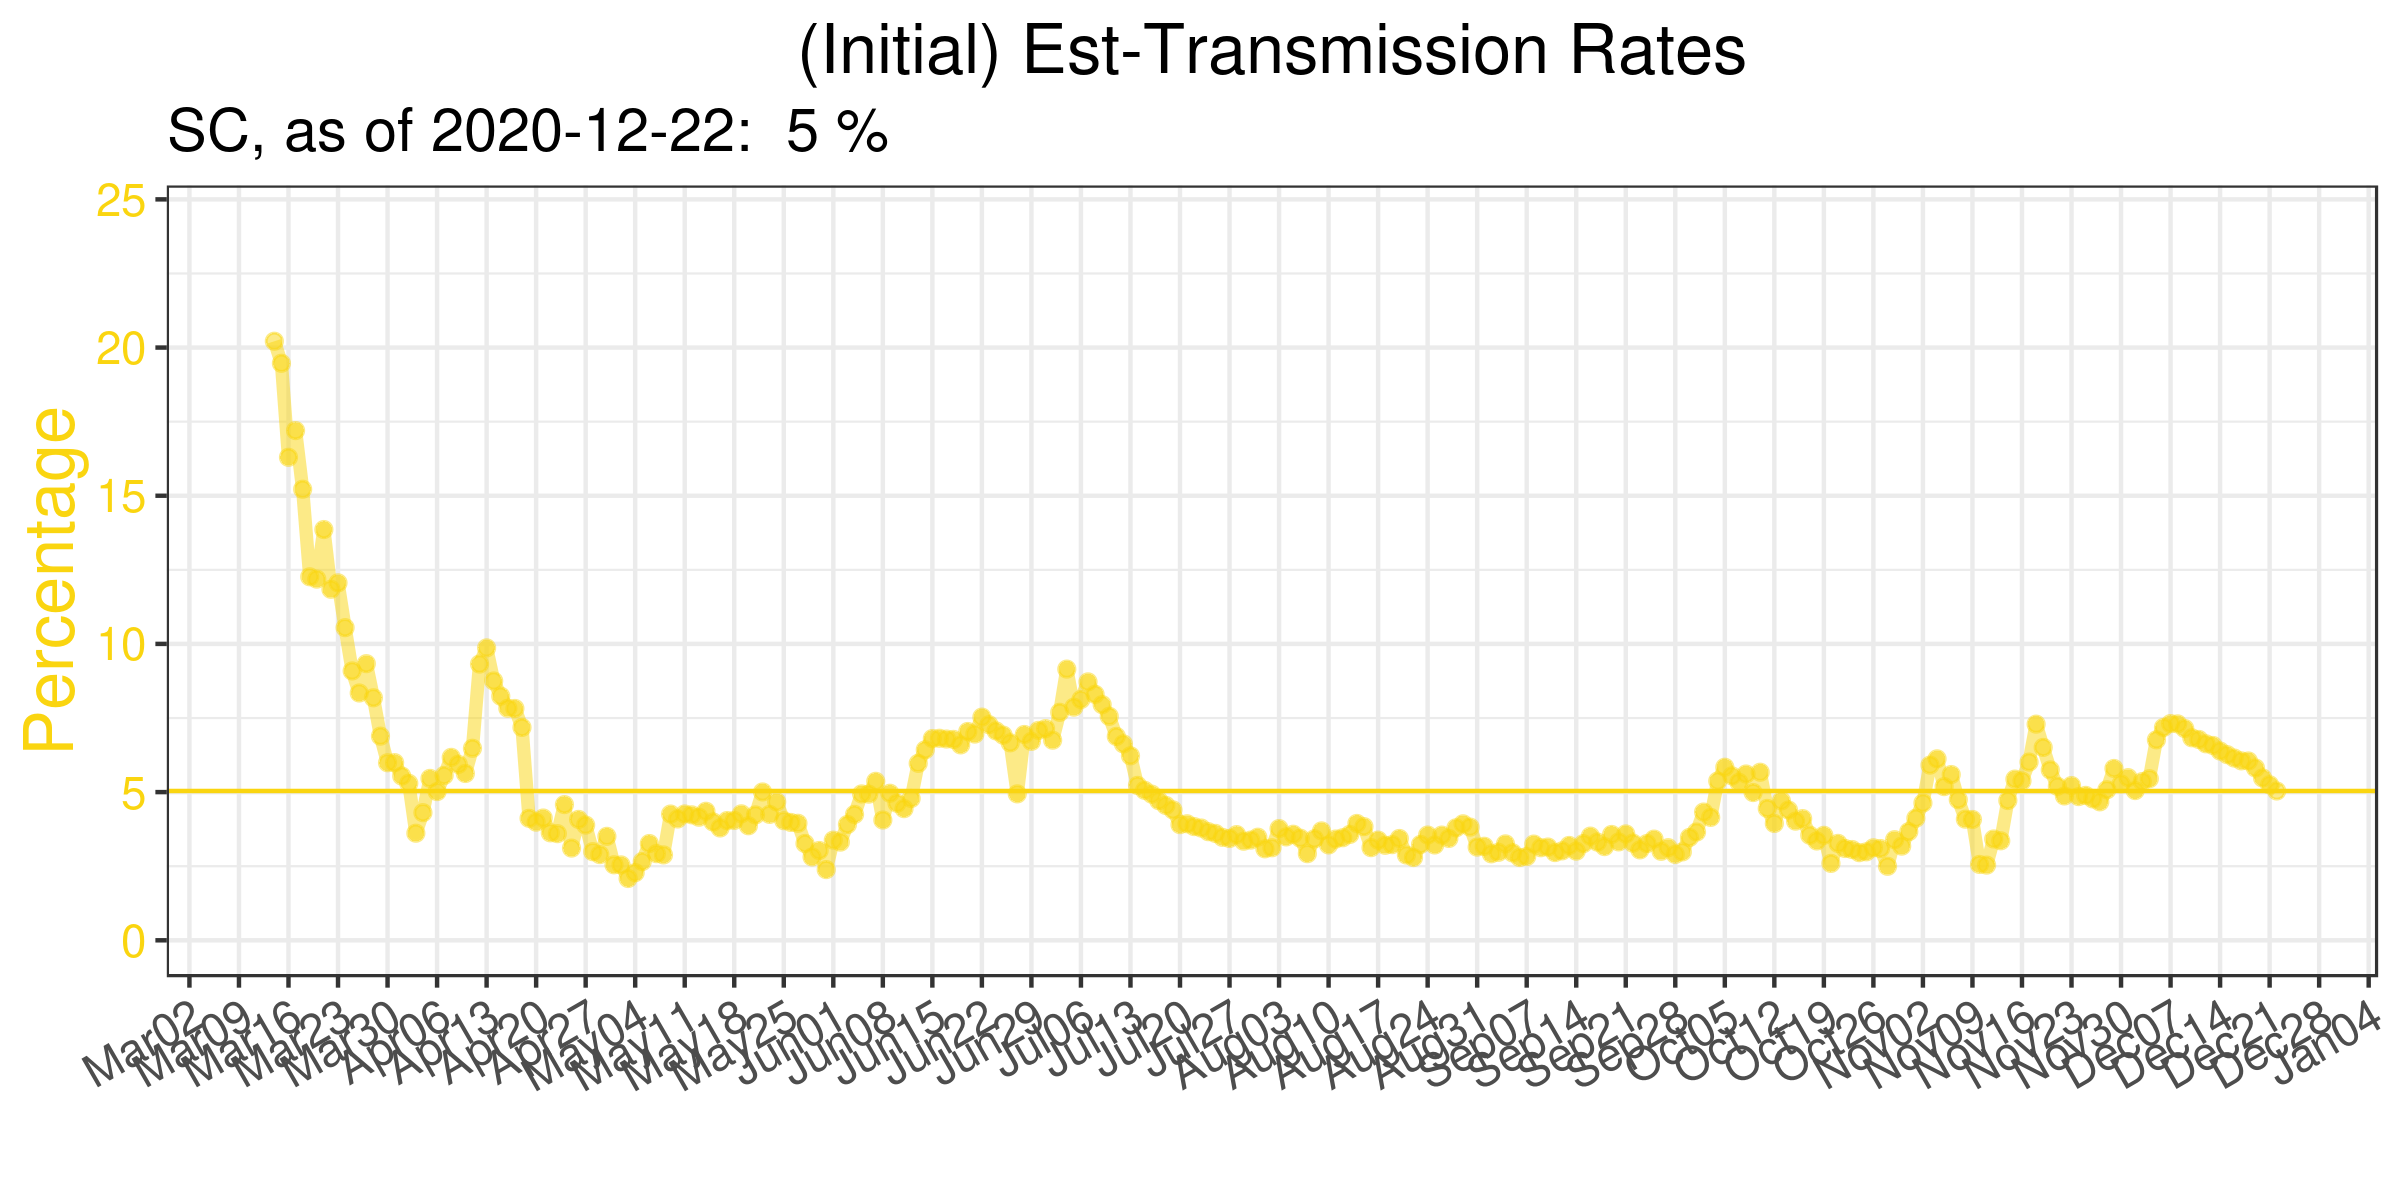 (Initial) Est-Transmission Rates
SC, as of 2020-12-22:  5 %
Percentage
25
20
15
10
5
0
Mar02
Mar09
Mar16
Mar23
Mar30
Apr06
Apr13
Apr20
Apr27
May04
May11
May18
May25
Jun01
Jun08
Jun15
Jun22
Jun29
Jul06
Jul13
Jul20
Jul27
Aug03
Aug10
Aug17
Aug24
Aug31
Sep07
Sep14
Sep21
Sep28
Oct05
Oct12
Oct19
Oct26
Nov02
Nov09
Nov16
Nov23
Nov30
Dec07
Dec14
Dec21
Dec28
Jan04